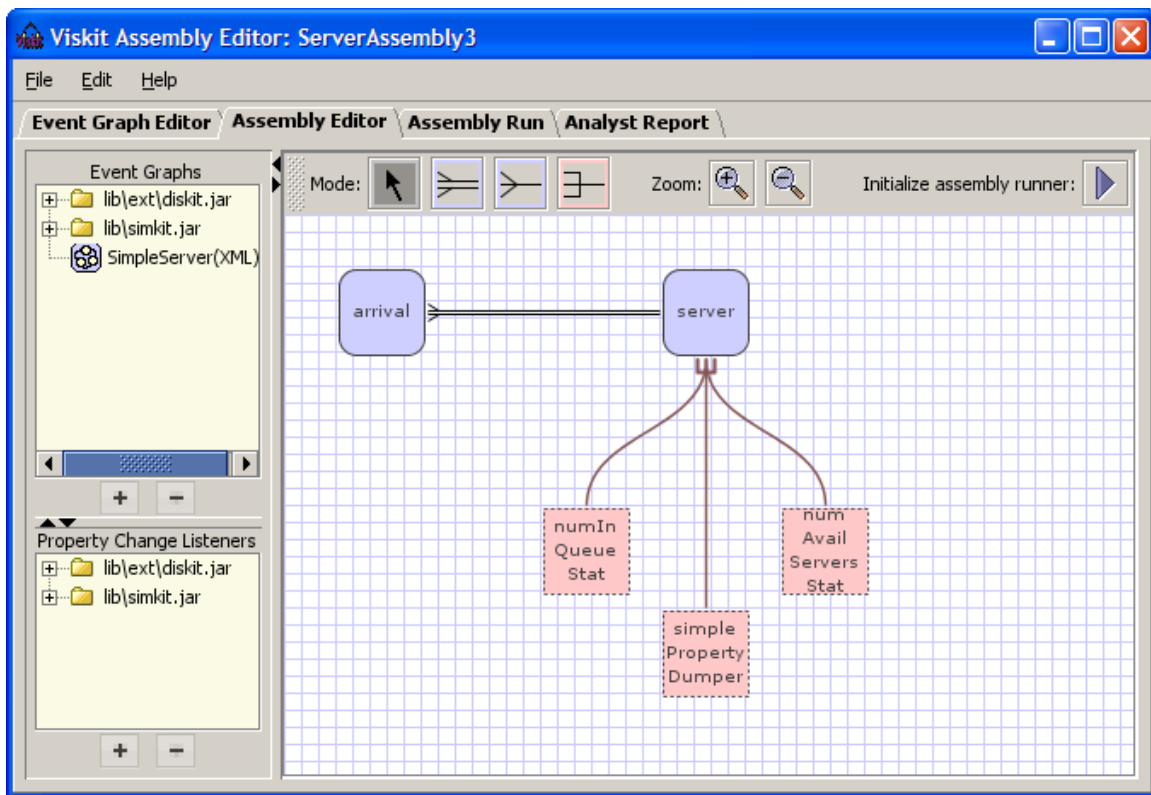 Viskit Assembly Editor: ServerAssembly3
File Edit Help
Event Graph Editor Assembly Editor Assembly Run Analyst Report
Event Graphs
lib\ext\diskit.jar
lib\simkit.jar
SimpleServer(XML)
Property Change Listeners
lib\ext\diskit.jar
lib\simkit.jar
Mode: Zoom: Initialize assembly runner:
arrival
server
numIn
Queue
Stat
num
Avail
Servers
Stat
simple
Property
Dumper